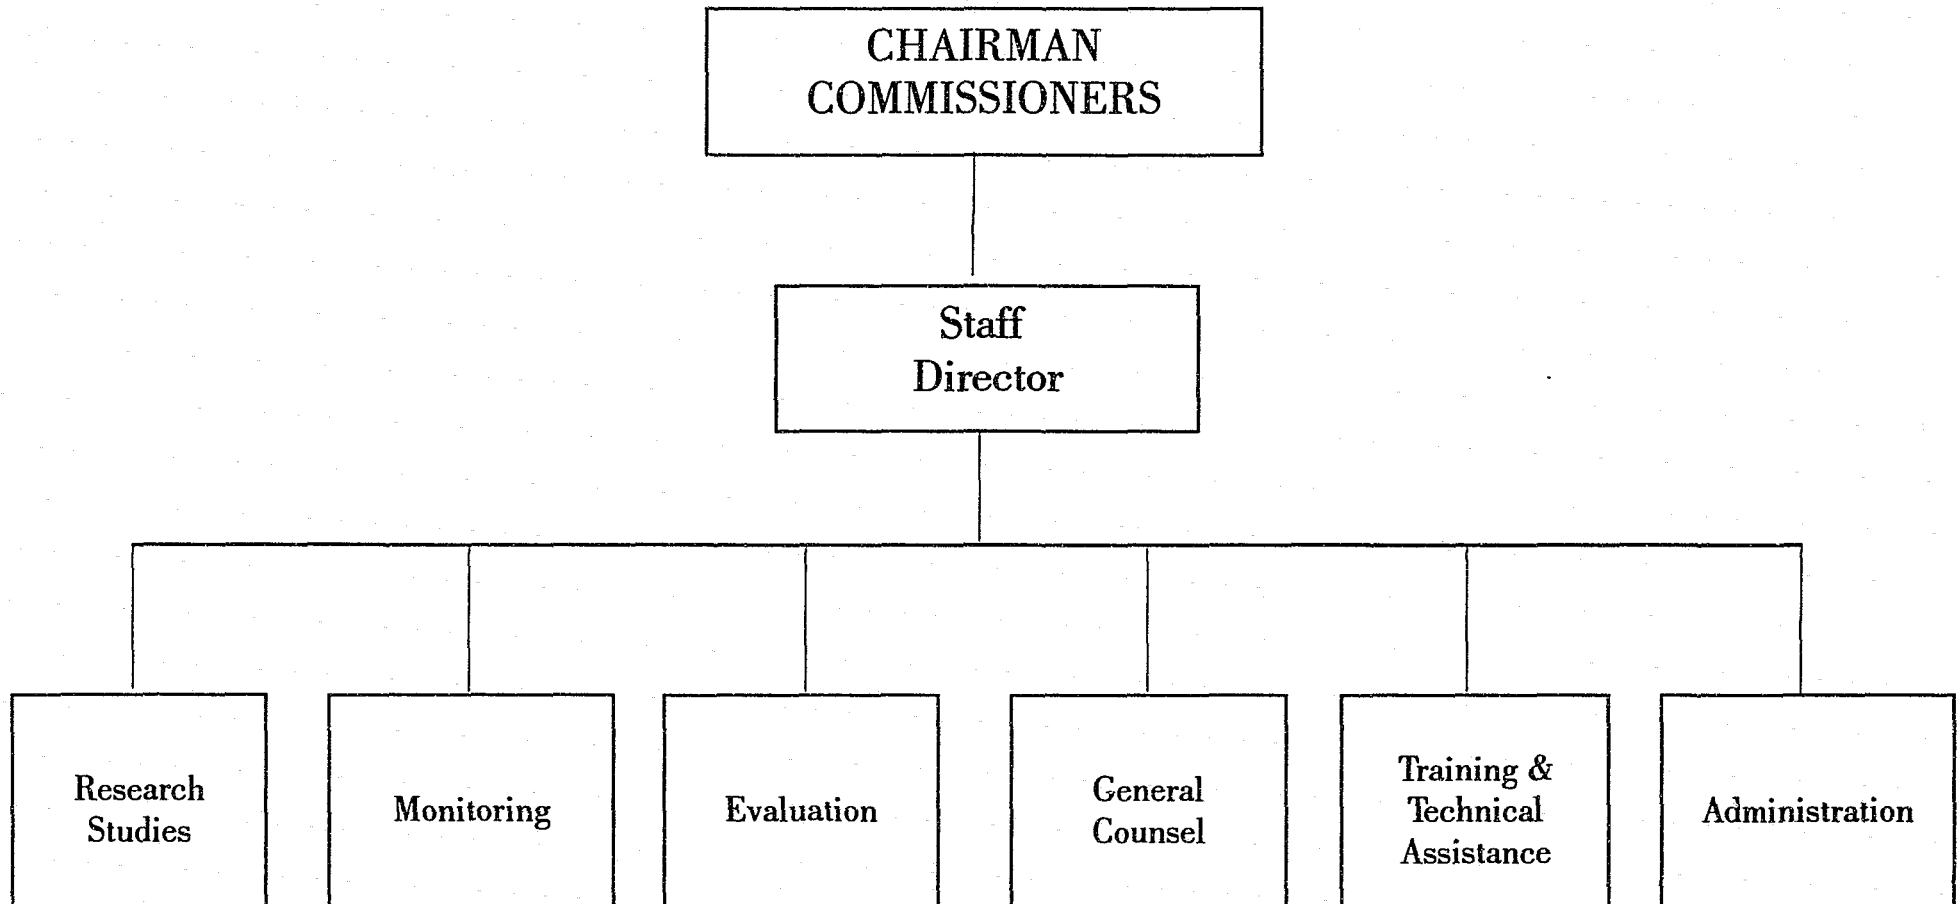 CHAIRMAN
COMMISSIONERS
Staff
Director
Research
Studies
Monitoring
Evaluation
General
Counsel
Training &
Technical
Assistance
Administration